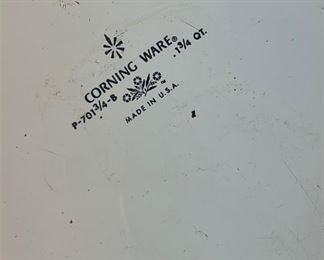 CORNING WARE®
P-701¾-B 1¾ QT.
MADE IN U.S.A.